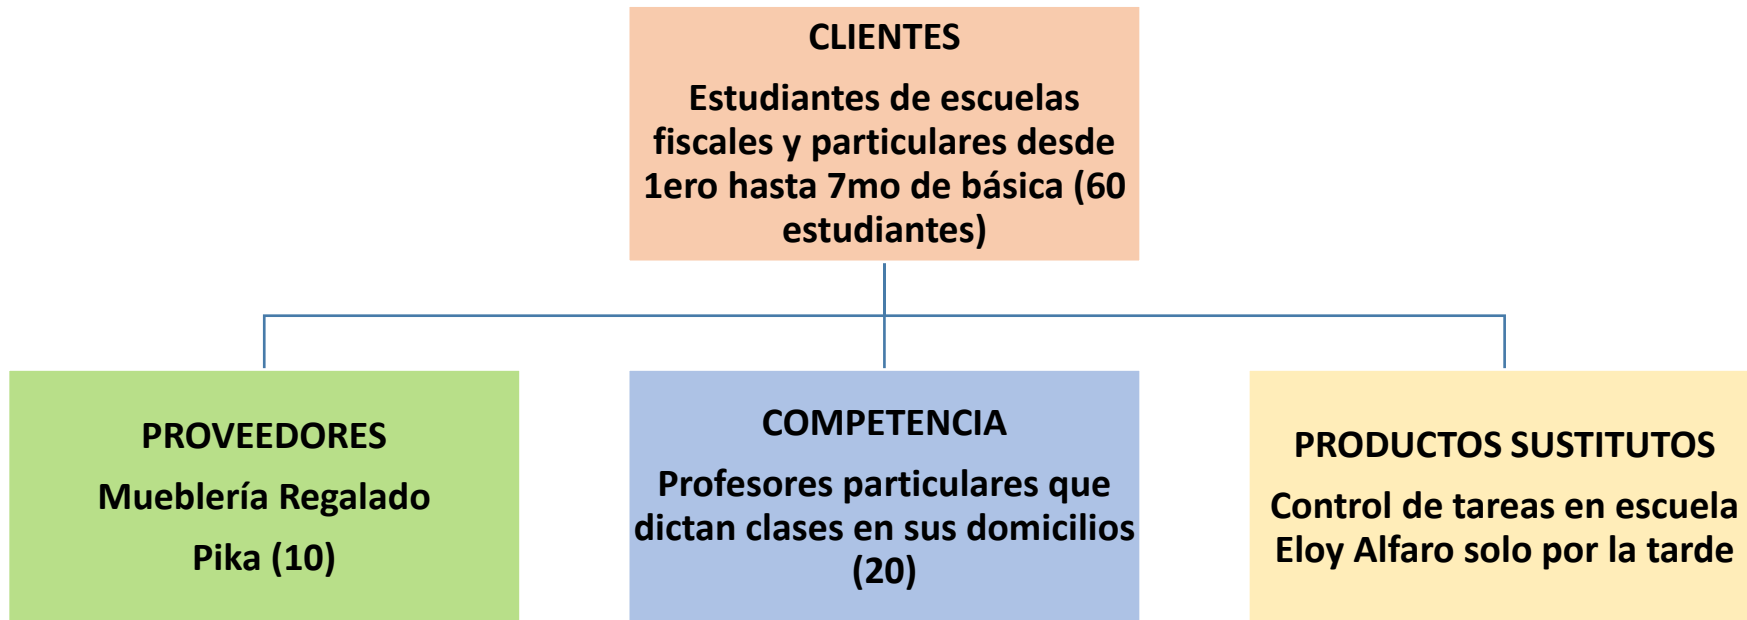 CLIENTES
Estudiantes de escuelas
fiscales y particulares desde
1ero hasta 7mo de básica (60
estudiantes)
PROVEEDORES
Mueblería Regalado
Pika (10)
COMPETENCIA
Profesores particulares que
dictan clases en sus domicilios
(20)
PRODUCTOS SUSTITUTOS
Control de tareas en escuela
Eloy Alfaro solo por la tarde